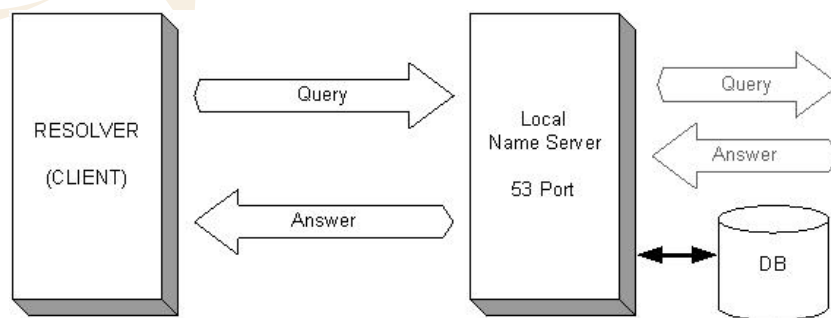 RESOLVER
(CLIENT)
Query
Answer
Local
Name Server
53 Port
Query
Answer
DB